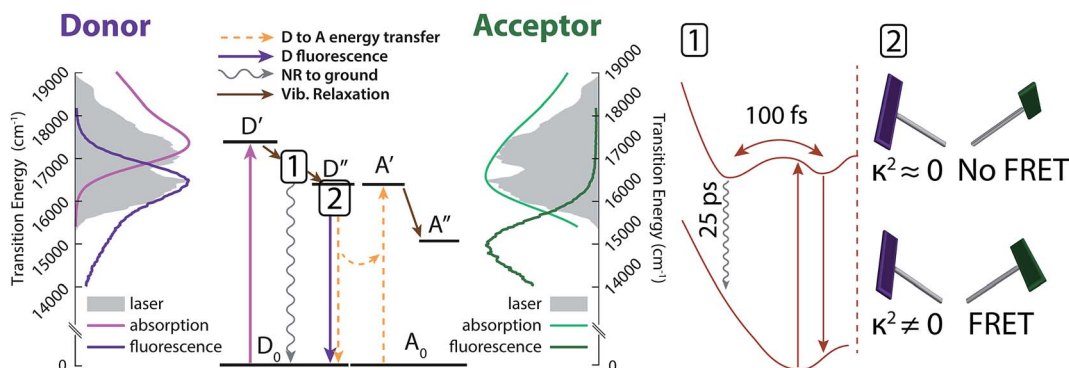 Donor
Transition Energy (cm⁻¹)
19000
18000
17000
16000
15000
14000
0
laser
absorption
fluorescence
D to A energy transfer
D fluorescence
NR to ground
Vib. Relaxation
D′
1
D″
2
A′
A″
D₀
A₀
Acceptor
19000
18000
17000
16000
15000
14000
0
Transition Energy (cm⁻¹)
laser
absorption
fluorescence
1
100 fs
25 ps
2
κ² ≈ 0 No FRET
κ² ≠ 0 FRET